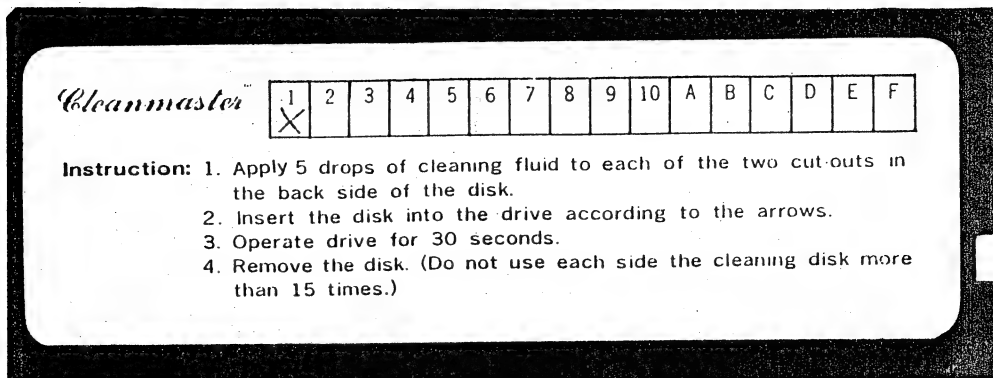 Cleanmaster™ 1 2 3 4 5 6 7 8 9 10 A B C D E F
X
Instruction: 1. Apply 5 drops of cleaning fluid to each of the two cut-outs in
the back side of the disk.
2. Insert the disk into the drive according to the arrows.
3. Operate drive for 30 seconds.
4. Remove the disk. (Do not use each side the cleaning disk more
than 15 times.)